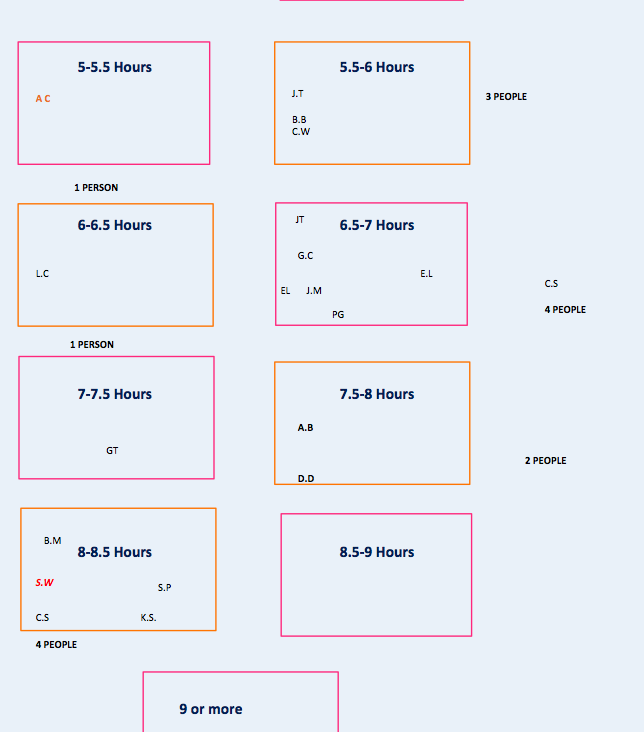 5-5.5 Hours
A C
1 PERSON
5.5-6 Hours
J.T
B.B
C.W
3 PEOPLE
6-6.5 Hours
L.C
1 PERSON
JT
6.5-7 Hours
G.C
E.L
EL J.M
PG
C.S
4 PEOPLE
7-7.5 Hours
GT
7.5-8 Hours
A.B
D.D
2 PEOPLE
B.M
8-8.5 Hours
S.W
S.P
C.S K.S.
4 PEOPLE
8.5-9 Hours
9 or more